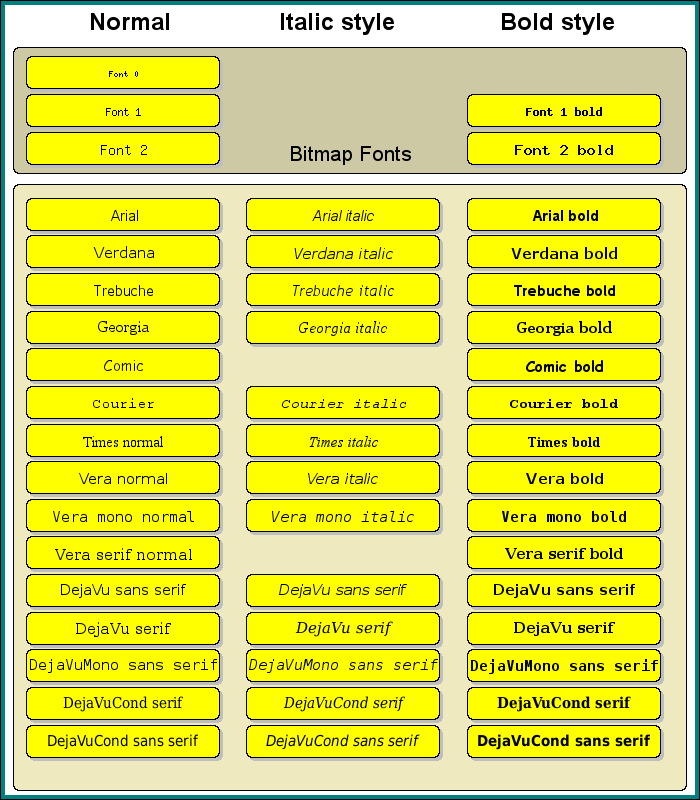 Normal Italic style Bold style
Font 0
Font 1 Font 1 bold
Font 2 Bitmap Fonts Font 2 bold
Arial Arial italic Arial bold
Verdana Verdana italic Verdana bold
Trebuche Trebuche italic Trebuche bold
Georgia Georgia italic Georgia bold
Comic Comic bold
Courier Courier italic Courier bold
Times normal Times italic Times bold
Vera normal Vera italic Vera bold
Vera mono normal Vera mono italic Vera mono bold
Vera serif normal Vera serif bold
DejaVu sans serif DejaVu sans serif DejaVu sans serif
DejaVu serif DejaVu serif DejaVu serif
DejaVuMono sans serif DejaVuMono sans serif DejaVuMono sans serif
DejaVuCond serif DejaVuCond serif DejaVuCond serif
DejaVuCond sans serif DejaVuCond sans serif DejaVuCond sans serif